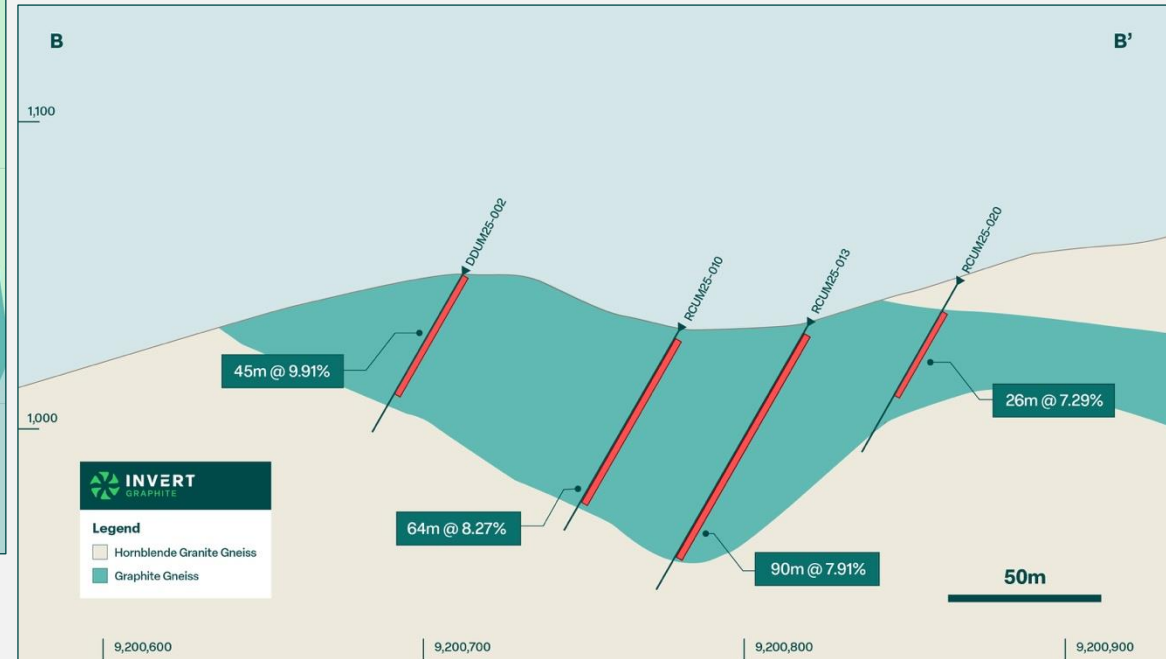 B
B'
1,100
DDUM25-002
RCUM25-010
RCUM25-013
RCUM25-020
45m @ 9.91%
26m @ 7.29%
1,000
INVERT
GRAPHITE
Legend
Hornblende Granite Gneiss
Graphite Gneiss
64m @ 8.27%
90m @ 7.91%
50m
9,200,600
9,200,700
9,200,800
9,200,900